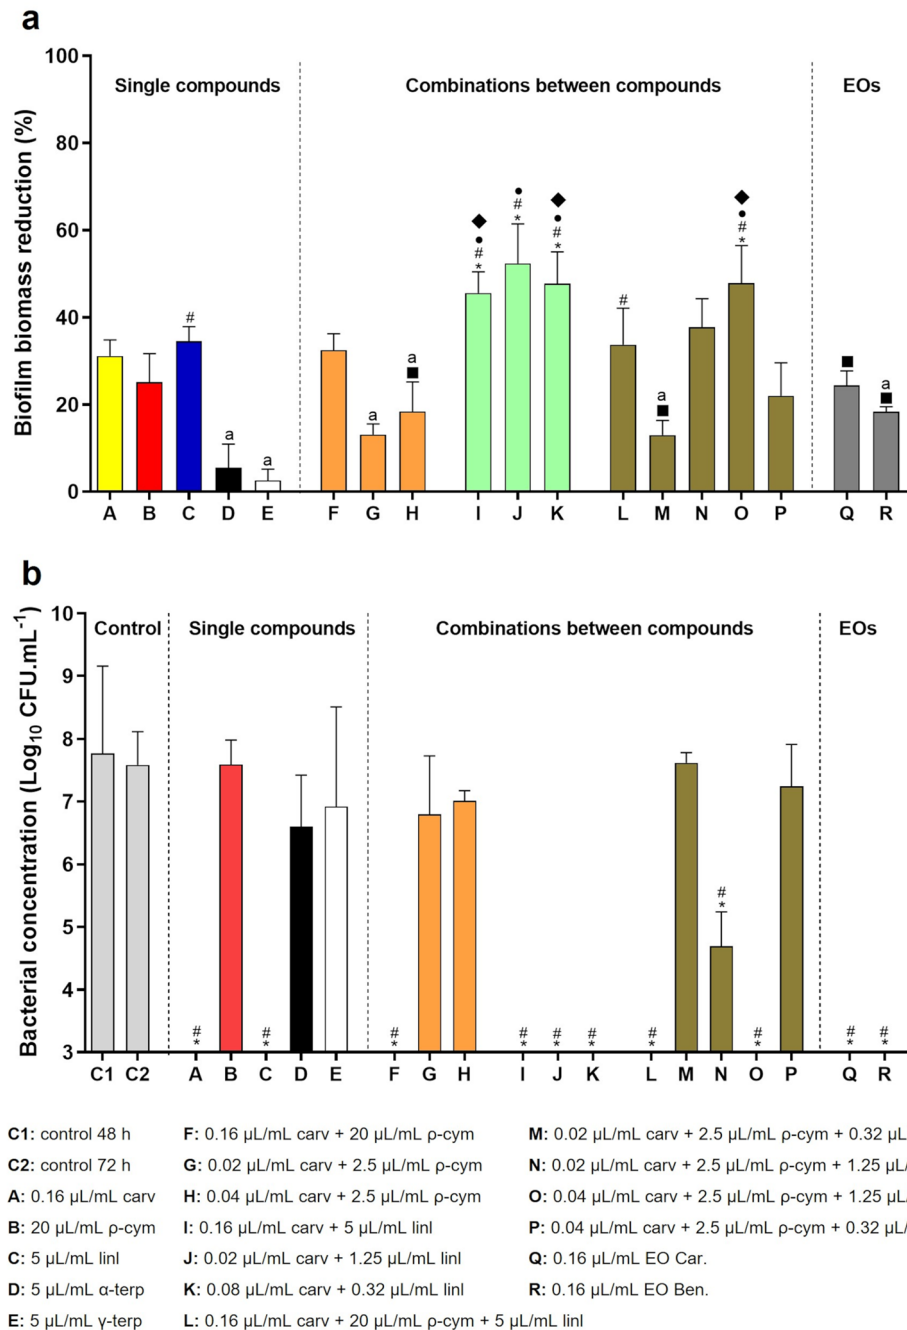 a
Single compounds Combinations between compounds EOs
Biofilm biomass reduction (%)
100
80
60
40
20
0
# a a a a ■ ◆ ● # * ● # * ◆ ● # * # a ■ ◆ ● # * ■ a ■
A B C D E F G H I J K L M N O P Q R
b
Control Single compounds Combinations between compounds EOs
Bacterial concentration (Log10 CFU.mL-1)
10
9
8
7
6
5
4
3
# * # * # * # * # * # * # * # * # * # * # *
C1 C2 A B C D E F G H I J K L M N O P Q R
C1: control 48 h
C2: control 72 h
A: 0.16 µL/mL carv
B: 20 µL/mL ρ-cym
C: 5 µL/mL linl
D: 5 µL/mL α-terp
E: 5 µL/mL γ-terp
F: 0.16 µL/mL carv + 20 µL/mL ρ-cym
G: 0.02 µL/mL carv + 2.5 µL/mL ρ-cym
H: 0.04 µL/mL carv + 2.5 µL/mL ρ-cym
I: 0.16 µL/mL carv + 5 µL/mL linl
J: 0.02 µL/mL carv + 1.25 µL/mL linl
K: 0.08 µL/mL carv + 0.32 µL/mL linl
L: 0.16 µL/mL carv + 20 µL/mL ρ-cym + 5 µL/mL linl
M: 0.02 µL/mL carv + 2.5 µL/mL ρ-cym + 0.32 µL
N: 0.02 µL/mL carv + 2.5 µL/mL ρ-cym + 1.25 µL/
O: 0.04 µL/mL carv + 2.5 µL/mL ρ-cym + 1.25 µL/
P: 0.04 µL/mL carv + 2.5 µL/mL ρ-cym + 0.32 µL/
Q: 0.16 µL/mL EO Car.
R: 0.16 µL/mL EO Ben.